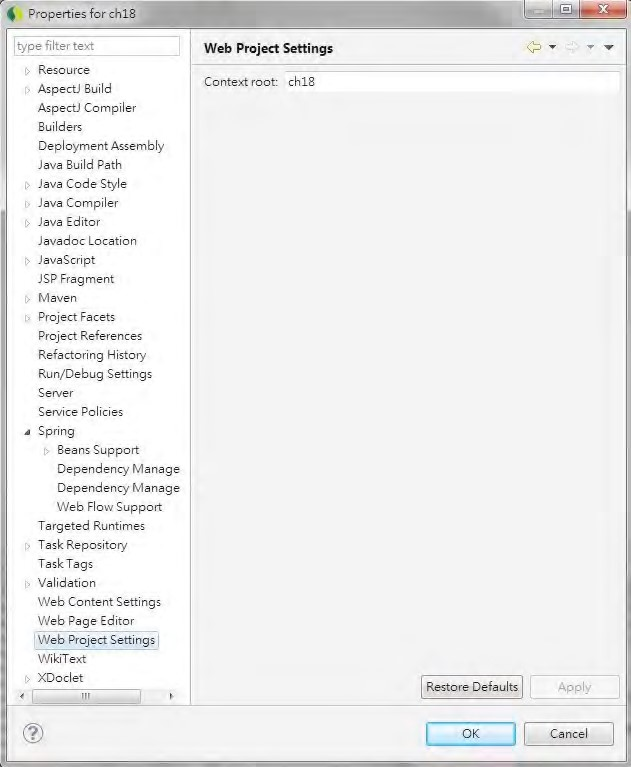 Properties for ch18
type filter text
Resource
AspectJ Build
AspectJ Compiler
Builders
Deployment Assembly
Java Build Path
Java Code Style
Java Compiler
Java Editor
Javadoc Location
JavaScript
JSP Fragment
Maven
Project Facets
Project References
Refactoring History
Run/Debug Settings
Server
Service Policies
Spring
Beans Support
Dependency Manage
Dependency Manage
Web Flow Support
Targeted Runtimes
Task Repository
Task Tags
Validation
Web Content Settings
Web Page Editor
Web Project Settings
WikiText
XDoclet
Web Project Settings
Context root: ch18
Restore Defaults Apply
? OK Cancel